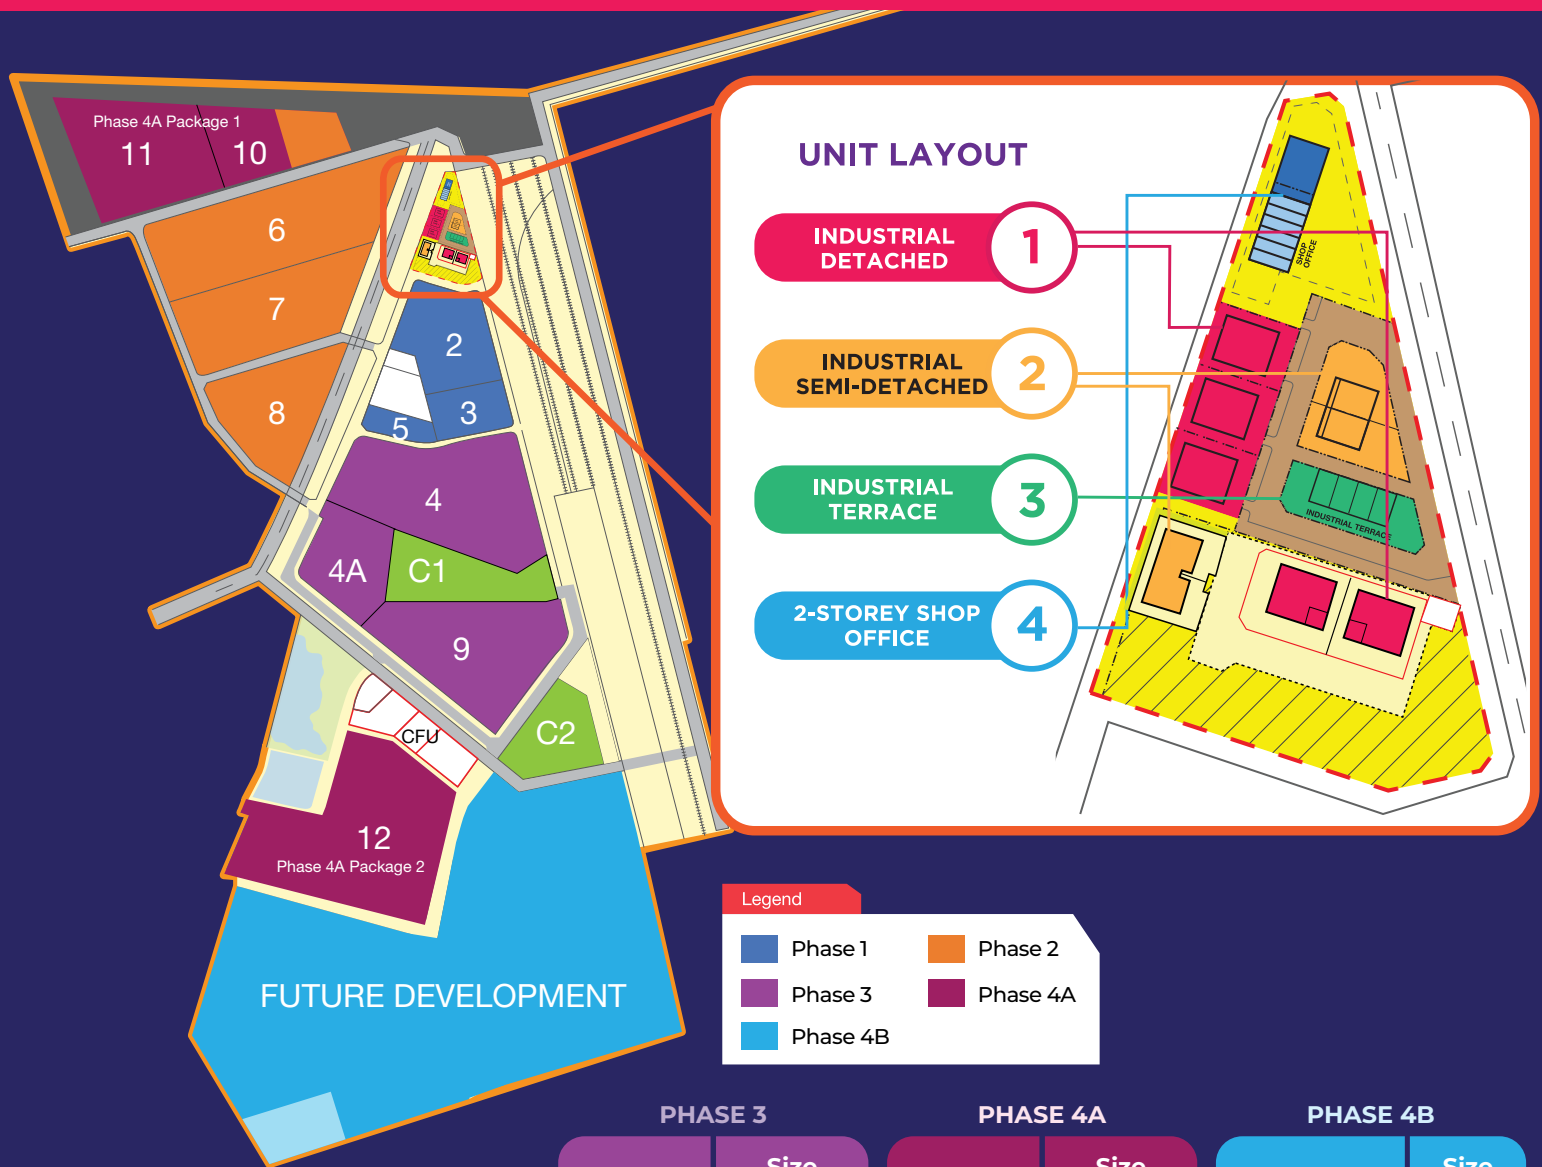 Phase 4A Package 1
11
10
6
7
8
2
3
5
4
4A
C1
9
C2
CFU
12
Phase 4A Package 2
FUTURE DEVELOPMENT
UNIT LAYOUT
INDUSTRIAL
DETACHED
1
INDUSTRIAL
SEMI-DETACHED
2
INDUSTRIAL
TERRACE
3
2-STOREY SHOP
OFFICE
4
SHOP
OFFICE
INDUSTRIAL TERRACE
Legend
Phase 1
Phase 2
Phase 3
Phase 4A
Phase 4B
PHASE 3
PHASE 4A
PHASE 4B
Size
Size
Size